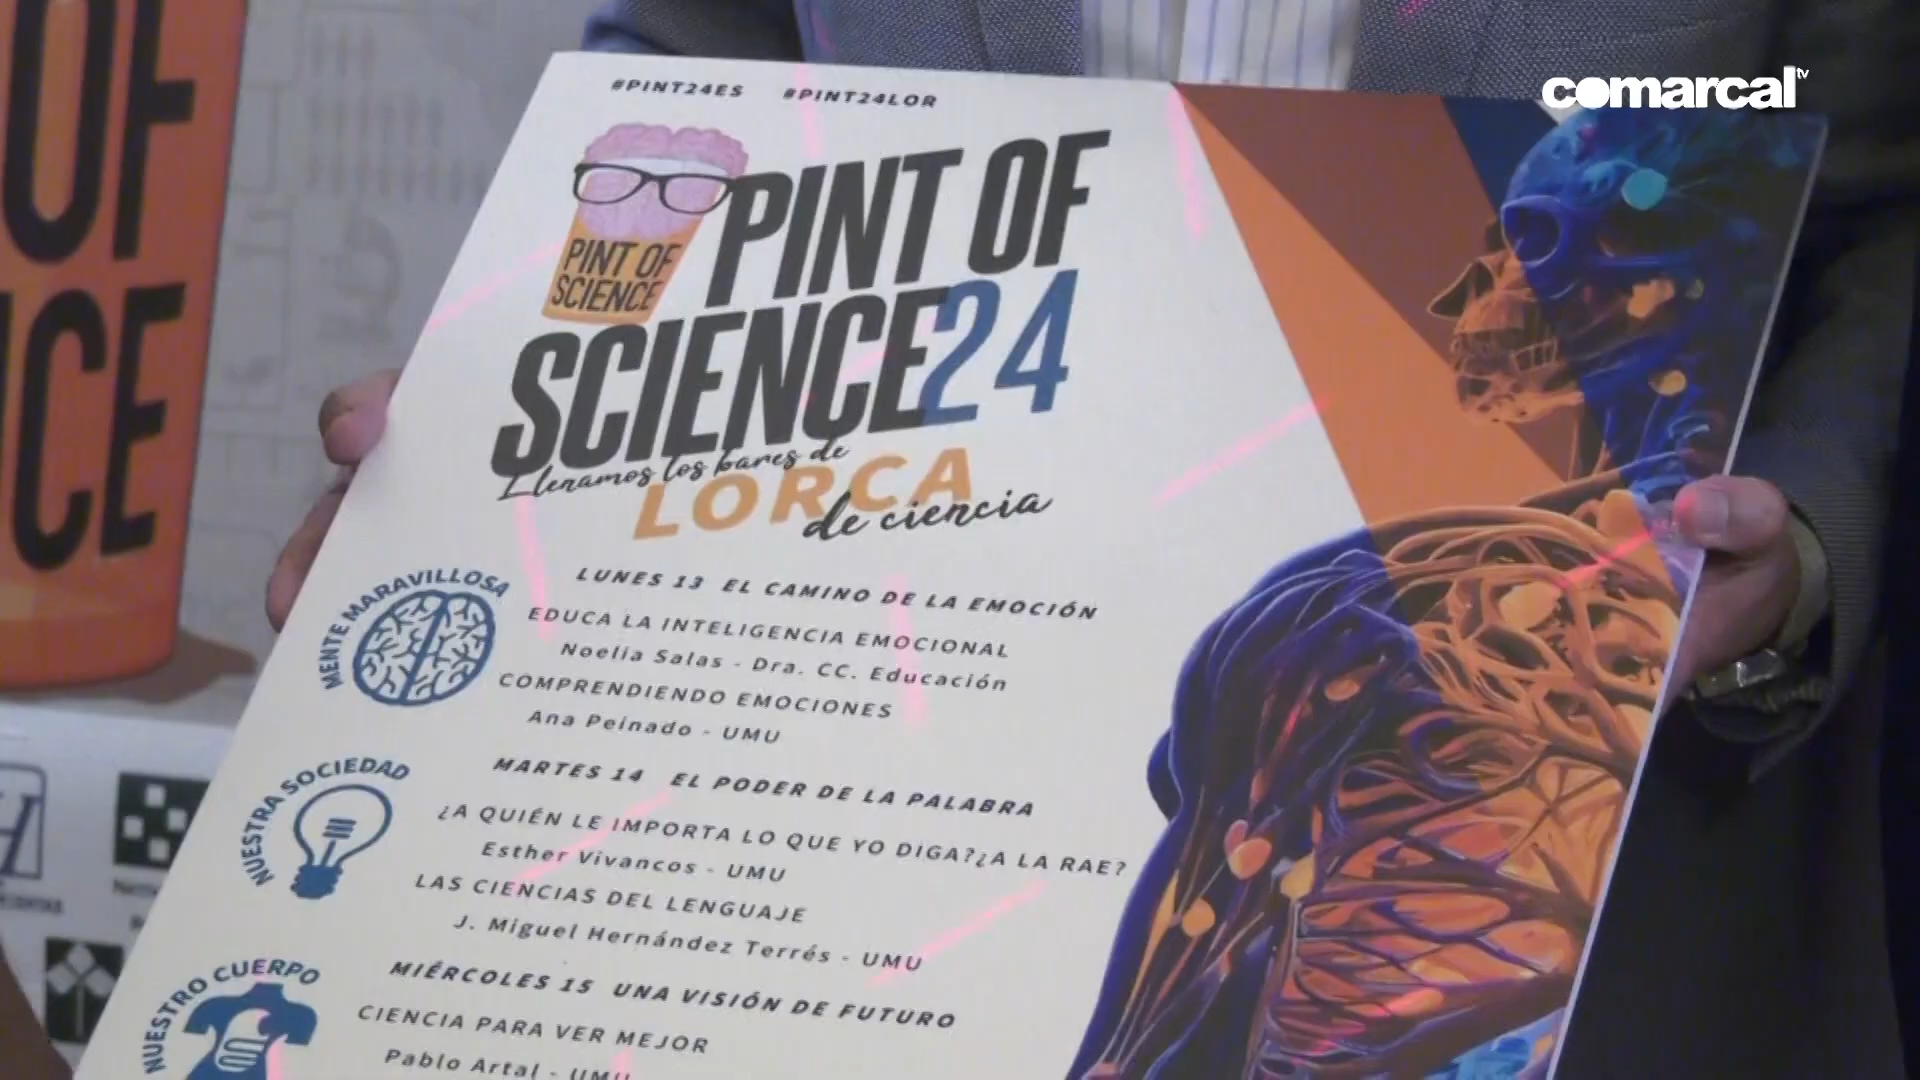 comarcal tv
#PINT24ES #PINT24LOR
PINT OF
SCIENCE
PINT OF
SCIENCE24
Llenamos los bares de
LORCA
de ciencia
MENTE MARAVILLOSA
LUNES 13 EL CAMINO DE LA EMOCIÓN
EDUCA LA INTELIGENCIA EMOCIONAL
Noelia Salas - Dra. CC. Educación
COMPRENDIENDO EMOCIONES
Ana Peinado - UMU
NUESTRA SOCIEDAD
MARTES 14 EL PODER DE LA PALABRA
¿A QUIÉN LE IMPORTA LO QUE YO DIGA?¿A LA RAE?
Esther Vivancos - UMU
LAS CIENCIAS DEL LENGUAJE
J. Miguel Hernández Terrés - UMU
NUESTRO CUERPO
MIÉRCOLES 15 UNA VISIÓN DE FUTURO
CIENCIA PARA VER MEJOR
Pablo Artal - UMU
OF